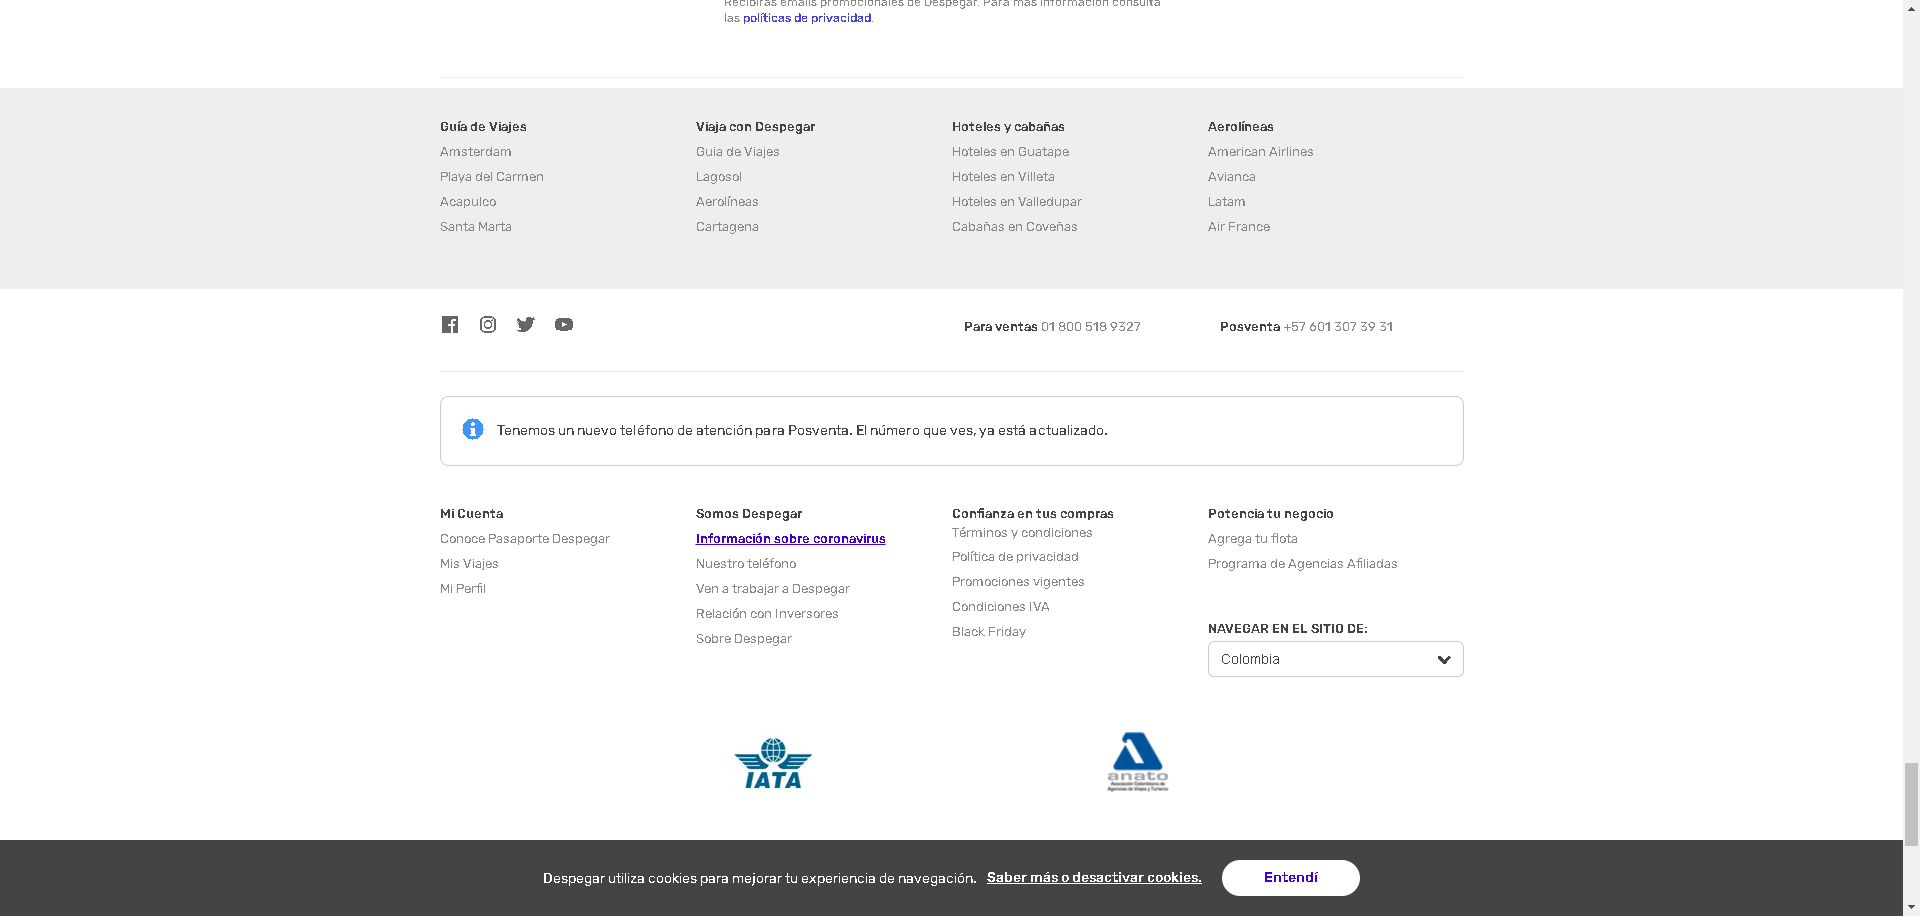 Recibirás emails promocionales de Despegar. Para más información consulta
las políticas de privacidad.
Guía de Viajes
Amsterdam
Playa del Carmen
Acapulco
Santa Marta
Viaja con Despegar
Guia de Viajes
Lagosol
Aerolíneas
Cartagena
Hoteles y cabañas
Hoteles en Guatape
Hoteles en Villeta
Hoteles en Valledupar
Cabañas en Coveñas
Aerolíneas
American Airlines
Avianca
Latam
Air France
Para ventas 01 800 518 9327
Posventa +57 601 307 39 31
Tenemos un nuevo teléfono de atención para Posventa. El número que ves, ya está actualizado.
Mi Cuenta
Conoce Pasaporte Despegar
Mis Viajes
Mi Perfil
Somos Despegar
Información sobre coronavirus
Nuestro teléfono
Ven a trabajar a Despegar
Relación con Inversores
Sobre Despegar
Confianza en tus compras
Términos y condiciones
Política de privacidad
Promociones vigentes
Condiciones IVA
Black Friday
Potencia tu negocio
Agrega tu flota
Programa de Agencias Afiliadas
NAVEGAR EN EL SITIO DE:
Colombia
IATA
anato
Asociación Colombiana de
Agencias de Viajes y Turismo
Despegar utiliza cookies para mejorar tu experiencia de navegación. Saber más o desactivar cookies.
Entendí